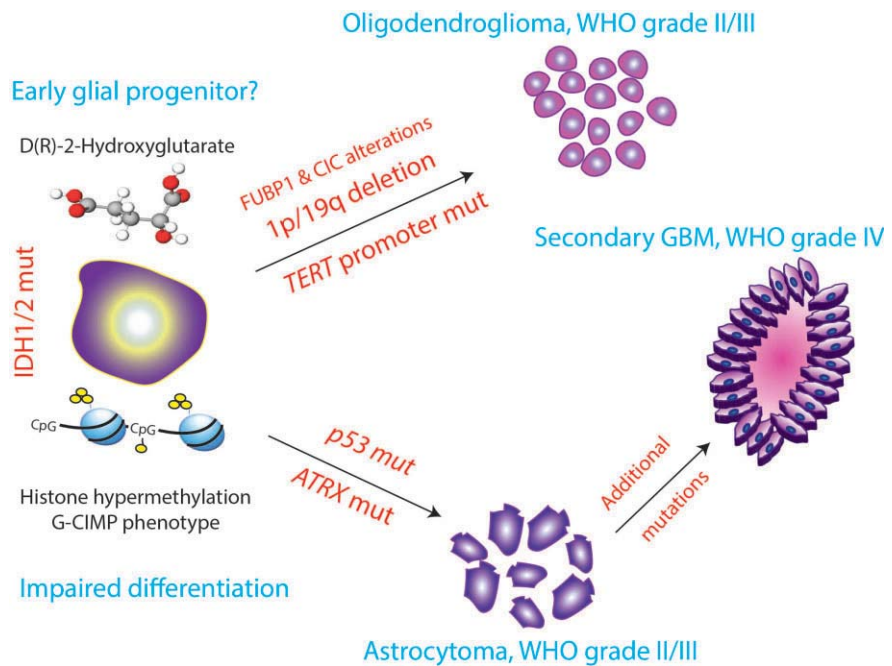 Oligodendroglioma, WHO grade II/III
Early glial progenitor?
D(R)-2-Hydroxyglutarate
FUBP1 & CIC alterations
1p/19q deletion
TERT promoter mut
Secondary GBM, WHO grade IV
IDH1/2 mut
CpG
CpG
p53 mut
ATRX mut
Additional
mutations
Histone hypermethylation
G-CIMP phenotype
Impaired differentiation
Astrocytoma, WHO grade II/III